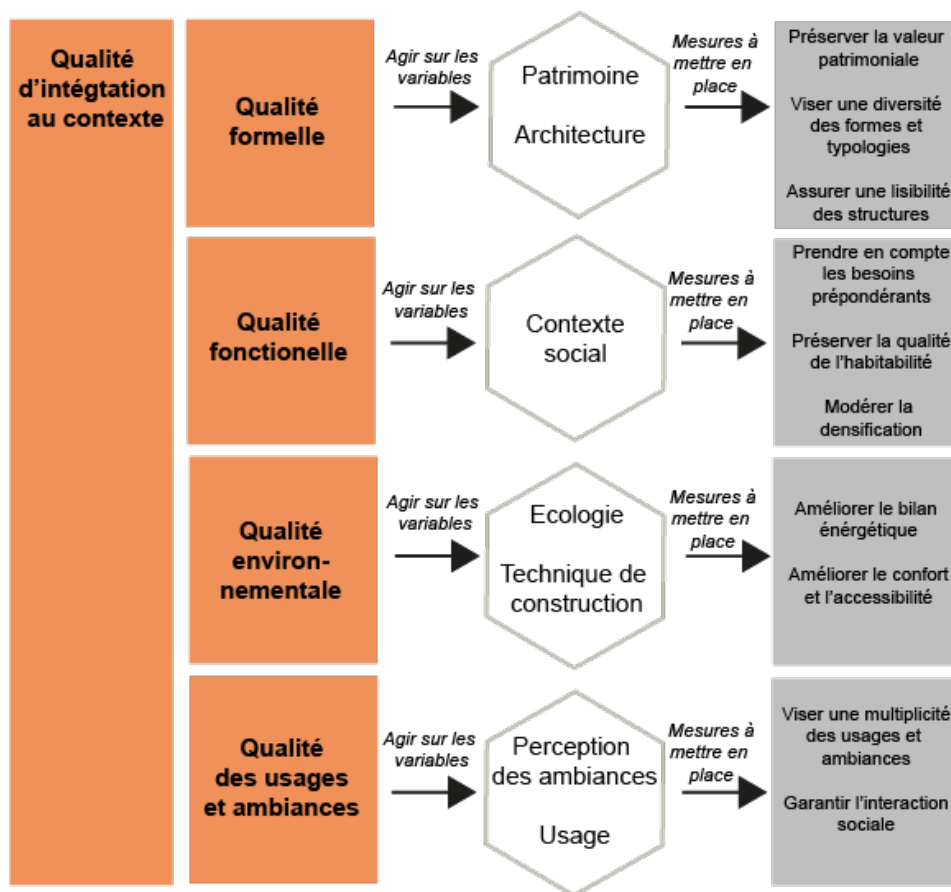 Qualité
d'intégtation
au contexte
Qualité
formelle
Agir sur les
variables
Patrimoine
Architecture
Mesures à
mettre en
place
Préserver la valeur
patrimoniale
Viser une diversité
des formes et
typologies
Assurer une lisibilité
des structures
Qualité
fonctionelle
Agir sur les
variables
Contexte
social
Mesures à
mettre en
place
Prendre en compte
les besoins
prépondérants
Préserver la qualité
de l'habitabilité
Modérer la
densification
Qualité
environ-
nementale
Agir sur les
variables
Ecologie
Technique de
construction
Mesures à
mettre en
place
Améliorer le bilan
énérgétique
Améliorer le confort
et l'accessibilité
Qualité
des usages
et ambiances
Agir sur les
variables
Perception
des ambiances
Usage
Mesures à
mettre en
place
Viser une multiplicité
des usages et
ambiances
Garantir l'interaction
sociale